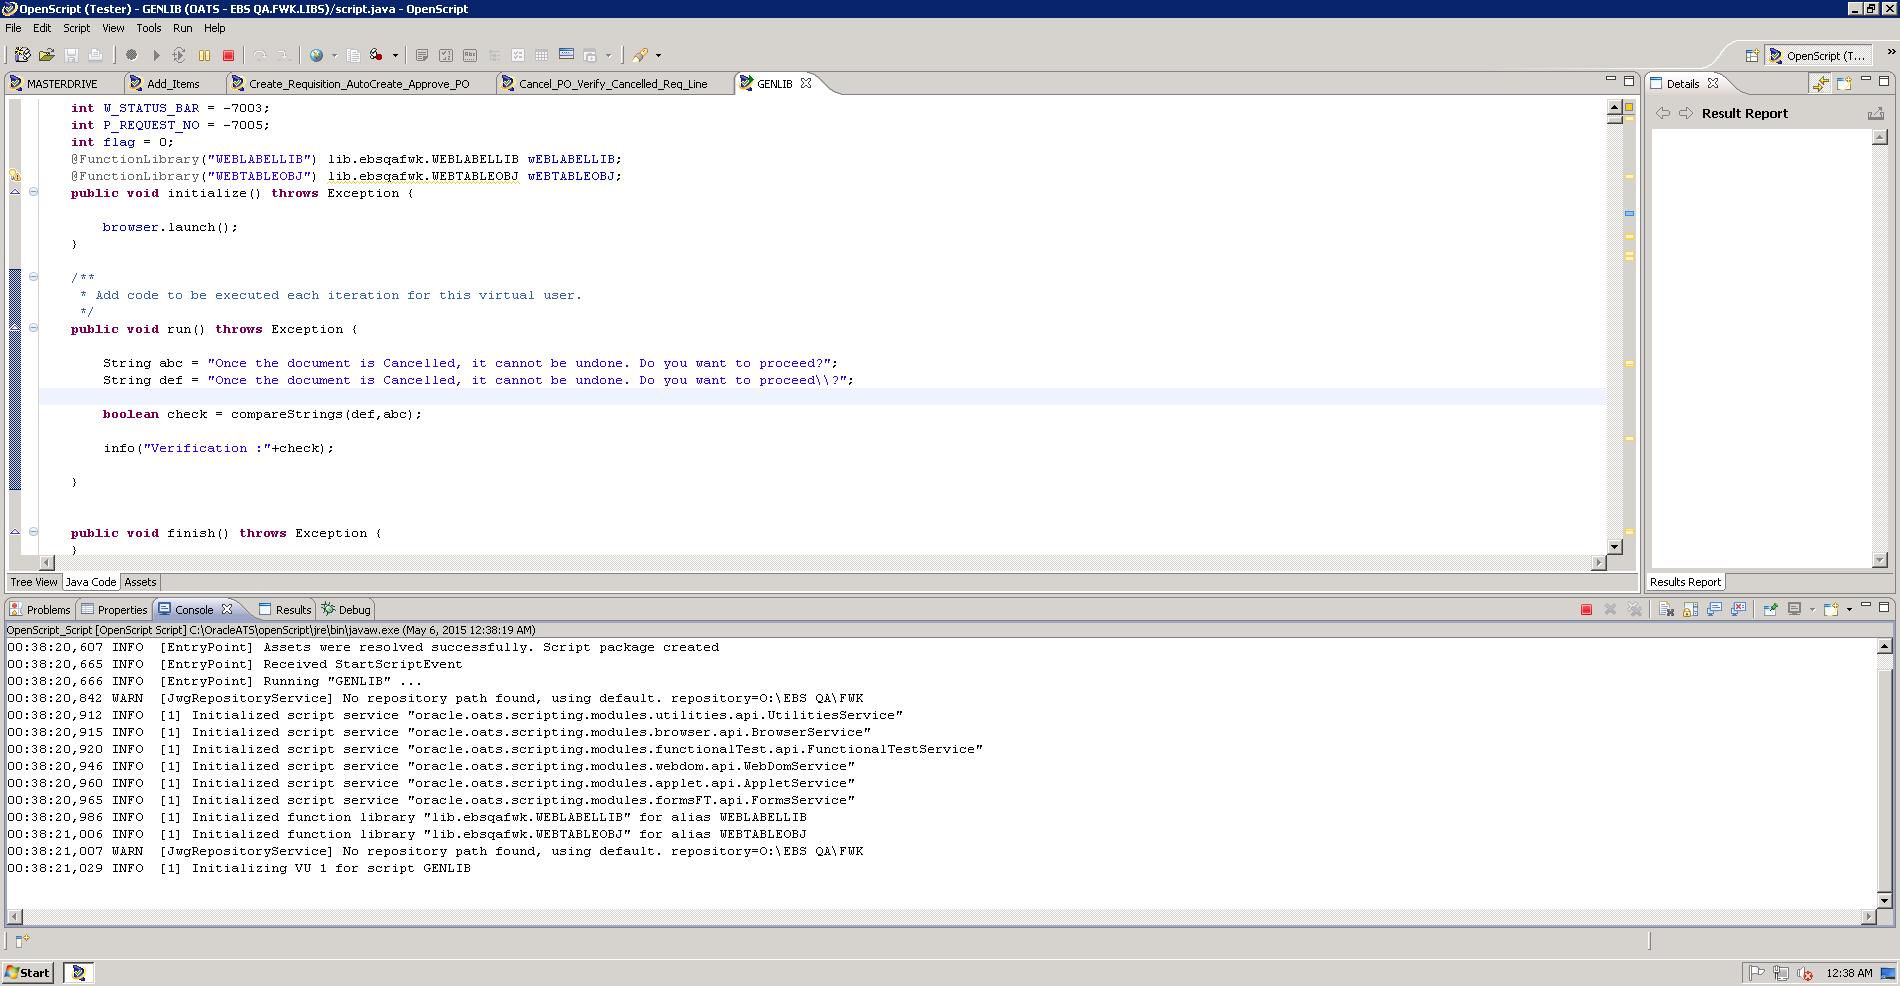 OpenScript (Tester) - GENLIB (OATS - EBS QA.FWK.LIBS)/script.java - OpenScript
File Edit Script View Tools Run Help
OpenScript (T...
MASTERDRIVE Add_Items Create_Requisition_AutoCreate_Approve_PO Cancel_PO_Verify_Cancelled_Req_Line GENLIB
int W_STATUS_BAR = -7003;
int P_REQUEST_NO = -7005;
int flag = 0;
@FunctionLibrary("WEBLABELLIB") lib.ebsqafwk.WEBLABELLIB wEBLABELLIB;
@FunctionLibrary("WEBTABLEOBJ") lib.ebsqafwk.WEBTABLEOBJ wEBTABLEOBJ;
public void initialize() throws Exception {
browser.launch();
}
/**
* Add code to be executed each iteration for this virtual user.
*/
public void run() throws Exception {
String abc = "Once the document is Cancelled, it cannot be undone. Do you want to proceed?";
String def = "Once the document is Cancelled, it cannot be undone. Do you want to proceed\\?";
boolean check = compareStrings(def,abc);
info("Verification :"+check);
}
public void finish() throws Exception {
}
Tree View Java Code Assets
Details
Result Report
Results Report
Problems Properties Console Results Debug
OpenScript_Script [OpenScript Script] C:\OracleATS\openScript\jre\bin\javaw.exe (May 6, 2015 12:38:19 AM)
00:38:20,607 INFO [EntryPoint] Assets were resolved successfully. Script package created
00:38:20,665 INFO [EntryPoint] Received StartScriptEvent
00:38:20,666 INFO [EntryPoint] Running "GENLIB" ...
00:38:20,842 WARN [JwgRepositoryService] No repository path found, using default. repository=O:\EBS QA\FWK
00:38:20,912 INFO [1] Initialized script service "oracle.oats.scripting.modules.utilities.api.UtilitiesService"
00:38:20,915 INFO [1] Initialized script service "oracle.oats.scripting.modules.browser.api.BrowserService"
00:38:20,920 INFO [1] Initialized script service "oracle.oats.scripting.modules.functionalTest.api.FunctionalTestService"
00:38:20,946 INFO [1] Initialized script service "oracle.oats.scripting.modules.webdom.api.WebDomService"
00:38:20,960 INFO [1] Initialized script service "oracle.oats.scripting.modules.applet.api.AppletService"
00:38:20,965 INFO [1] Initialized script service "oracle.oats.scripting.modules.formsFT.api.FormsService"
00:38:20,986 INFO [1] Initialized function library "lib.ebsqafwk.WEBLABELLIB" for alias WEBLABELLIB
00:38:21,006 INFO [1] Initialized function library "lib.ebsqafwk.WEBTABLEOBJ" for alias WEBTABLEOBJ
00:38:21,007 WARN [JwgRepositoryService] No repository path found, using default. repository=O:\EBS QA\FWK
00:38:21,029 INFO [1] Initializing VU 1 for script GENLIB
Start
12:38 AM